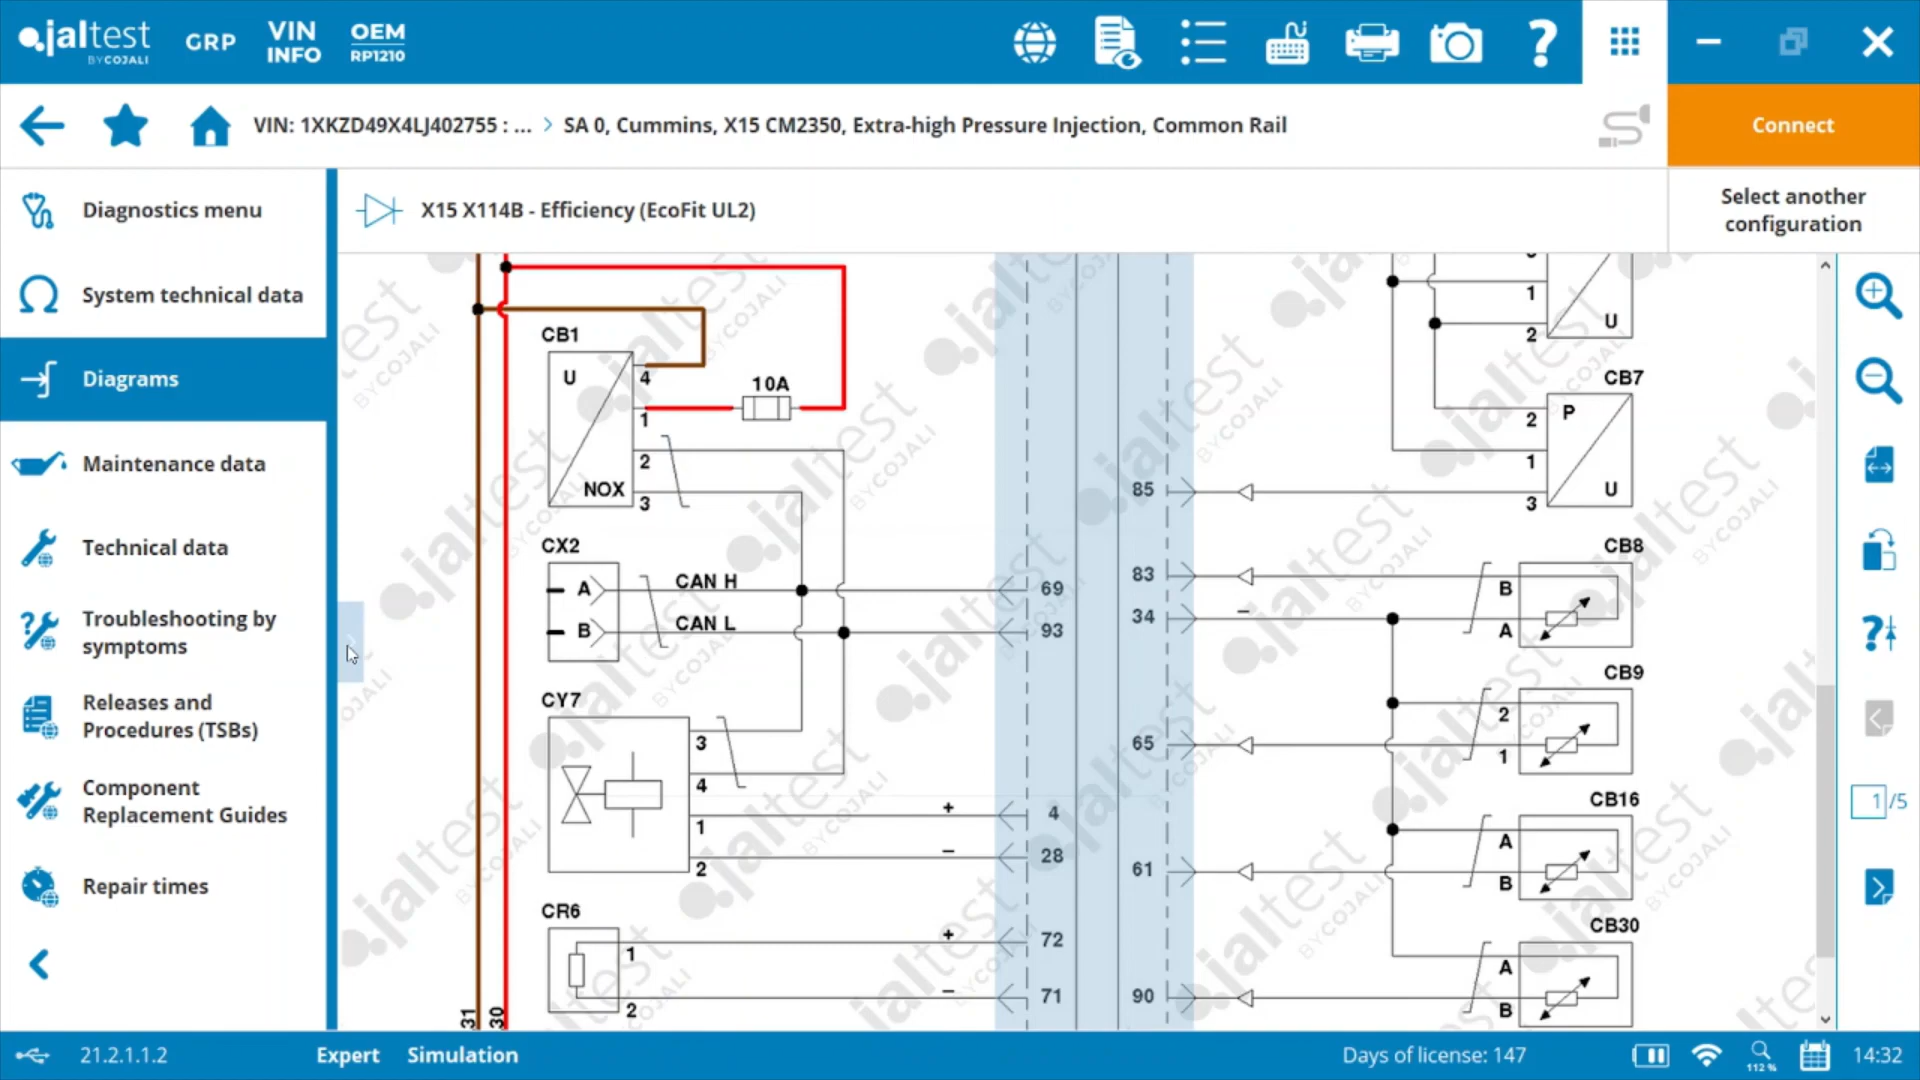 jaltest
BY COJALI
GRP
VIN
INFO
OEM
RP1210
?
VIN: 1XKZD49X4LJ402755 : ... > SA 0, Cummins, X15 CM2350, Extra-high Pressure Injection, Common Rail
Connect
Diagnostics menu
System technical data
Diagrams
Maintenance data
Technical data
Troubleshooting by
symptoms
Releases and
Procedures (TSBs)
Component
Replacement Guides
Repair times
X15 X114B - Efficiency (EcoFit UL2)
Select another
configuration
CB1
U
NOX
4
1
2
3
10A
CX2
A
B
CAN H
CAN L
CY7
3
4
1
2
+
−
CR6
1
2
+
−
31
30
69
93
4
28
72
71
85
83
34
65
61
90
−
1
2
U
CB7
P
U
2
1
3
CB8
B
A
CB9
2
1
CB16
A
B
CB30
A
B
1 /5
21.2.1.1.2
Expert
Simulation
Days of license: 147
112 %
14:32
jaltest
BY COJALI